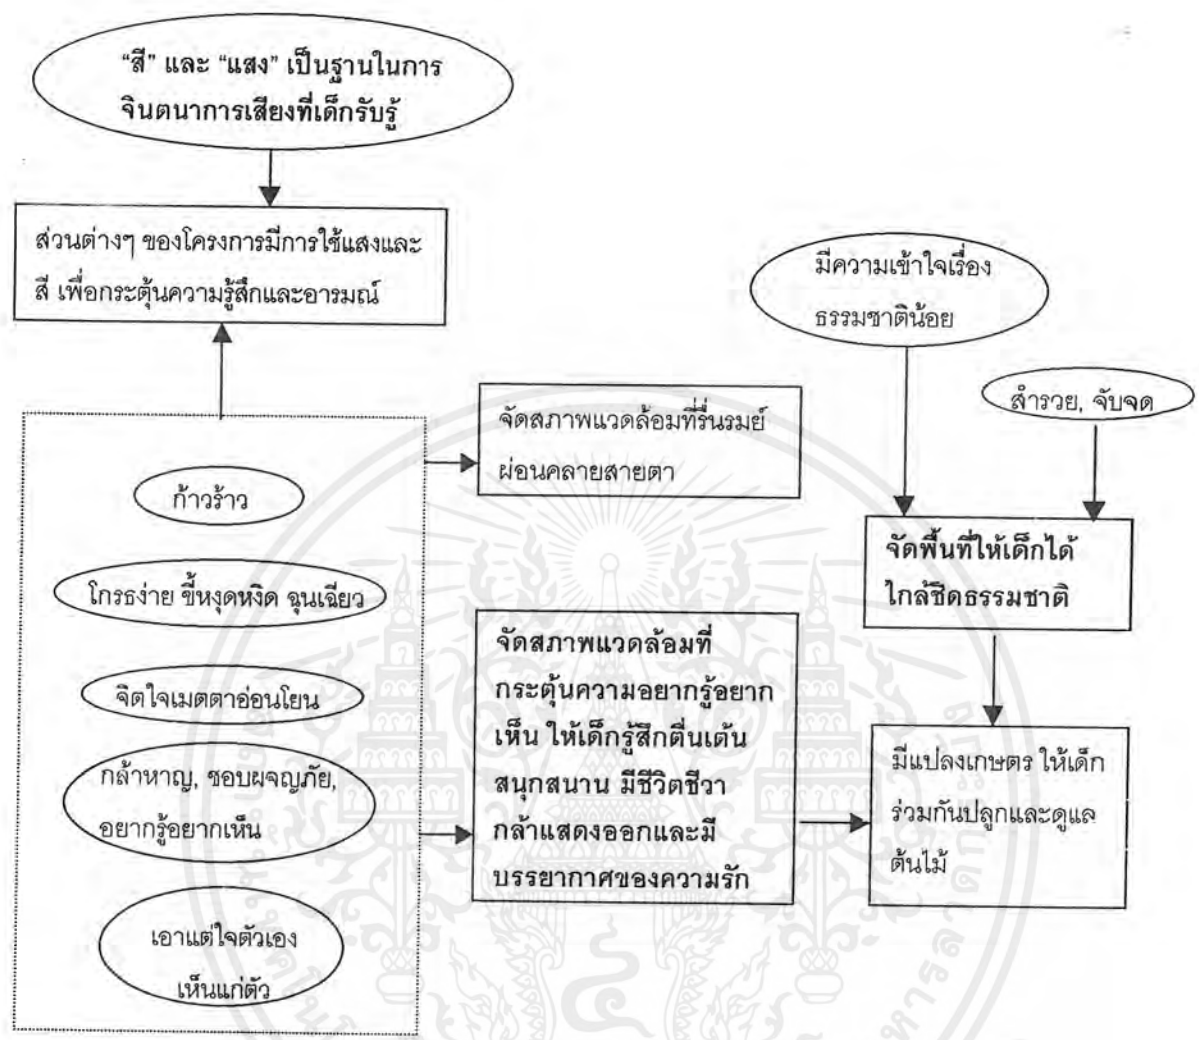 “สี” และ “แสง” เป็นฐานในการ
จินตนาการเสียงที่เด็กรับรู้
ส่วนต่างๆ ของโครงการมีการใช้แสงและ
สี เพื่อกระตุ้นความรู้สึกและอารมณ์
มีความเข้าใจเรื่อง
ธรรมชาติน้อย
สำรวย, จับจด
จัดสภาพแวดล้อมที่รื่นรมย์
ผ่อนคลายสายตา
ก้าวร้าว
โกรธง่าย ขี้หงุดหงิด ฉุนเฉียว
จิตใจเมตตาอ่อนโยน
กล้าหาญ, ชอบผจญภัย,
อยากรู้อยากเห็น
เอาแต่ใจตัวเอง
เห็นแก่ตัว
จัดสภาพแวดล้อมที่
กระตุ้นความอยากรู้อยาก
เห็น ให้เด็กรู้สึกตื่นเต้น
สนุกสนาน มีชีวิตชีวา
กล้าแสดงออกและมี
บรรยากาศของความรัก
จัดพื้นที่ให้เด็กได้
ใกล้ชิดธรรมชาติ
มีแปลงเกษตร ให้เด็ก
ร่วมกันปลูกและดูแล
ต้นไม้